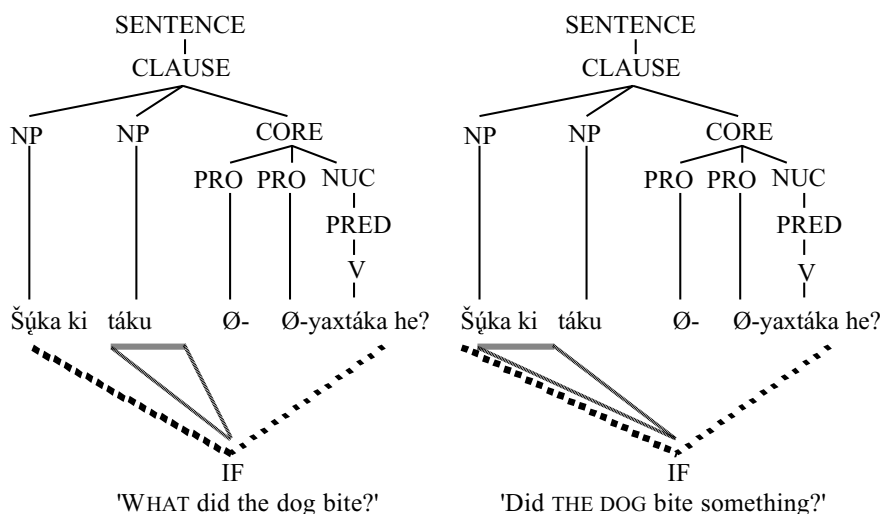 SENTENCE SENTENCE
CLAUSE CLAUSE
NP NP CORE NP NP CORE
PRO PRO NUC PRO PRO NUC
PRED PRED
V V
Šų́ka ki táku Ø- Ø-yaxtáka he? Šų́ka ki táku Ø- Ø-yaxtáka he?
IF IF
'WHAT did the dog bite?' 'Did THE DOG bite something?'